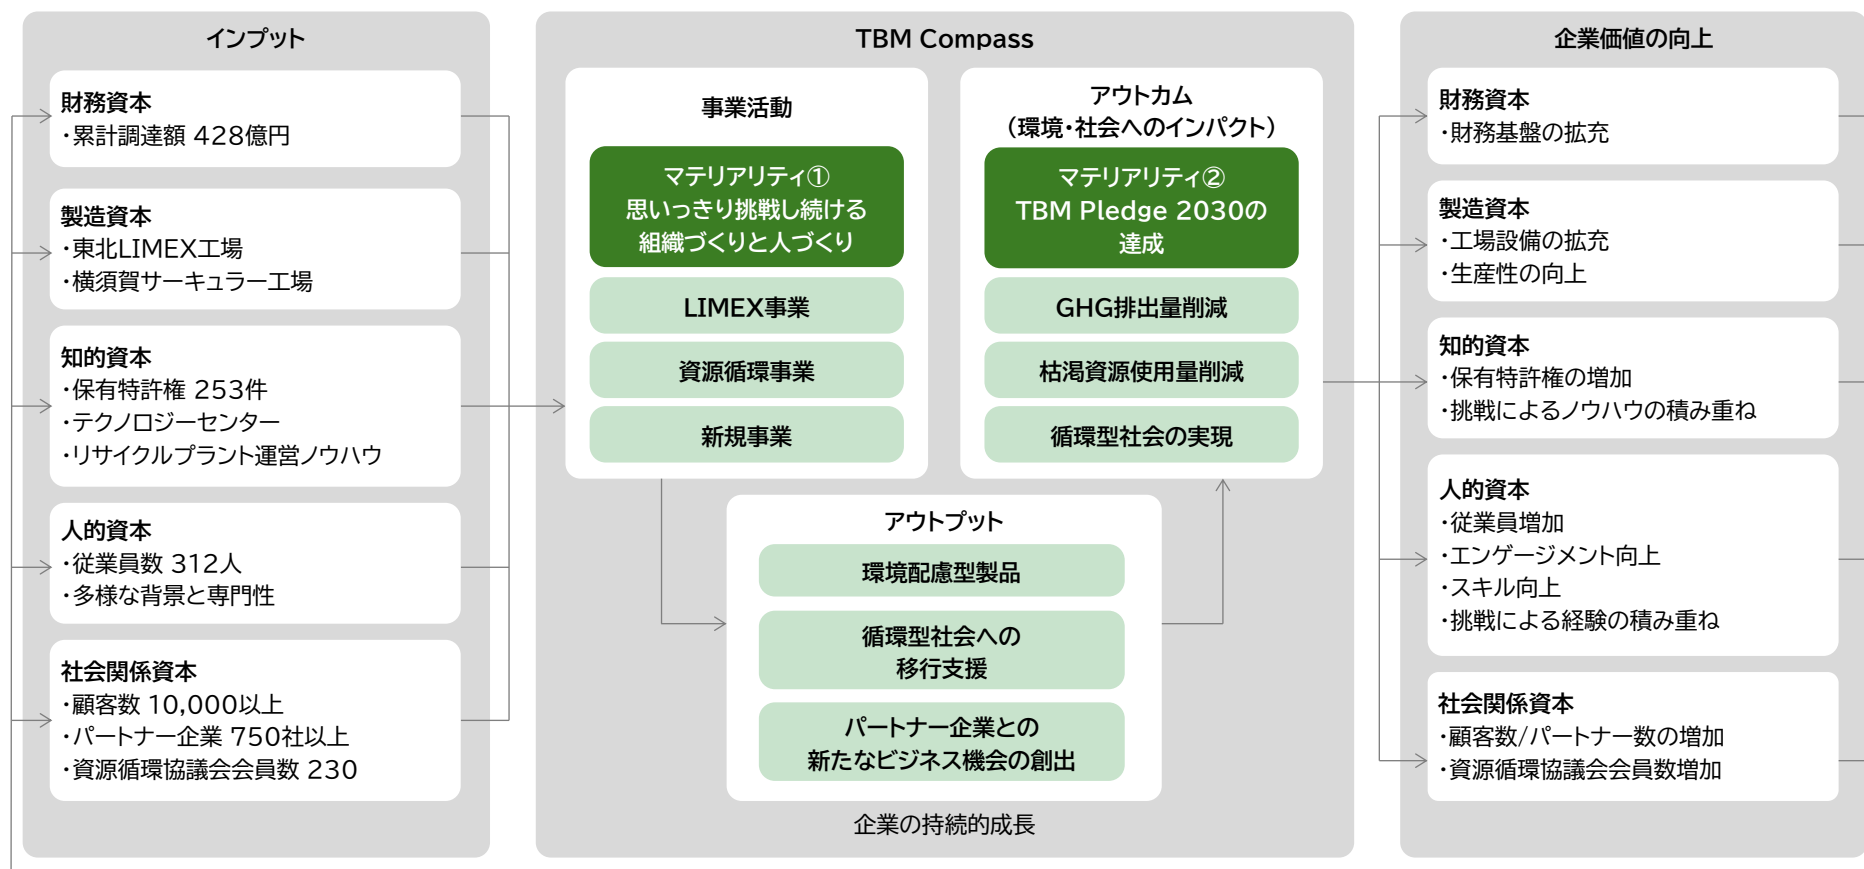 インプット
財務資本
・累計調達額 428億円
製造資本
・東北LIMEX工場
・横須賀サーキュラー工場
知的資本
・保有特許権 253件
・テクノロジーセンター
・リサイクルプラント運営ノウハウ
人的資本
・従業員数 312人
・多様な背景と専門性
社会関係資本
・顧客数 10,000以上
・パートナー企業 750社以上
・資源循環協議会会員数 230
TBM Compass
事業活動
マテリアリティ①
思いっきり挑戦し続ける
組織づくりと人づくり
LIMEX事業
資源循環事業
新規事業
アウトカム
（環境・社会へのインパクト）
マテリアリティ②
TBM Pledge 2030の
達成
GHG排出量削減
枯渇資源使用量削減
循環型社会の実現
アウトプット
環境配慮型製品
循環型社会への
移行支援
パートナー企業との
新たなビジネス機会の創出
企業の持続的成長
企業価値の向上
財務資本
・財務基盤の拡充
製造資本
・工場設備の拡充
・生産性の向上
知的資本
・保有特許権の増加
・挑戦によるノウハウの積み重ね
人的資本
・従業員増加
・エンゲージメント向上
・スキル向上
・挑戦による経験の積み重ね
社会関係資本
・顧客数/パートナー数の増加
・資源循環協議会会員数増加